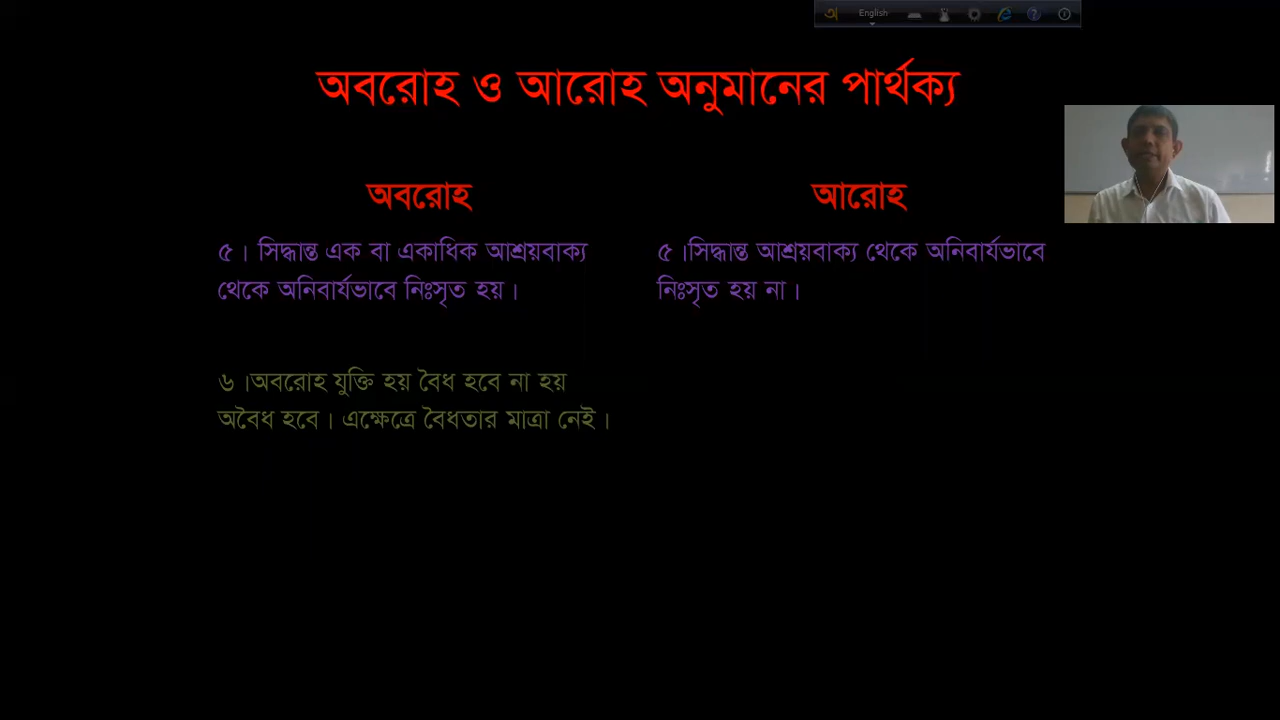 English
অবরোহ ও আরোহ অনুমানের পার্থক্য
অবরোহ
আরোহ
৫। সিদ্ধান্ত এক বা একাধিক আশ্রয়বাক্য
থেকে অনিবার্যভাবে নিঃসৃত হয়।
৫।সিদ্ধান্ত আশ্রয়বাক্য থেকে অনিবার্যভাবে
নিঃসৃত হয় না।
৬।অবরোহ যুক্তি হয় বৈধ হবে না হয়
অবৈধ হবে। এক্ষেত্রে বৈধতার মাত্রা নেই।